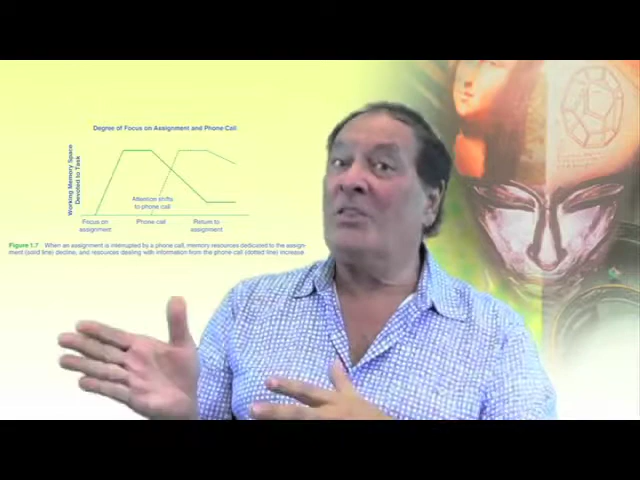 Degree of Focus on Assignment and Phone Call
Working Memory Space
Devoted to Task
Attention shifts
to phone call
Focus on
assignment
Phone call
Return to
assignment
Figure 1.7 When an assignment is interrupted by a phone call, memory resources dedicated to the assign-
ment (solid line) decline, and resources dealing with information from the phone call (dotted line) increase